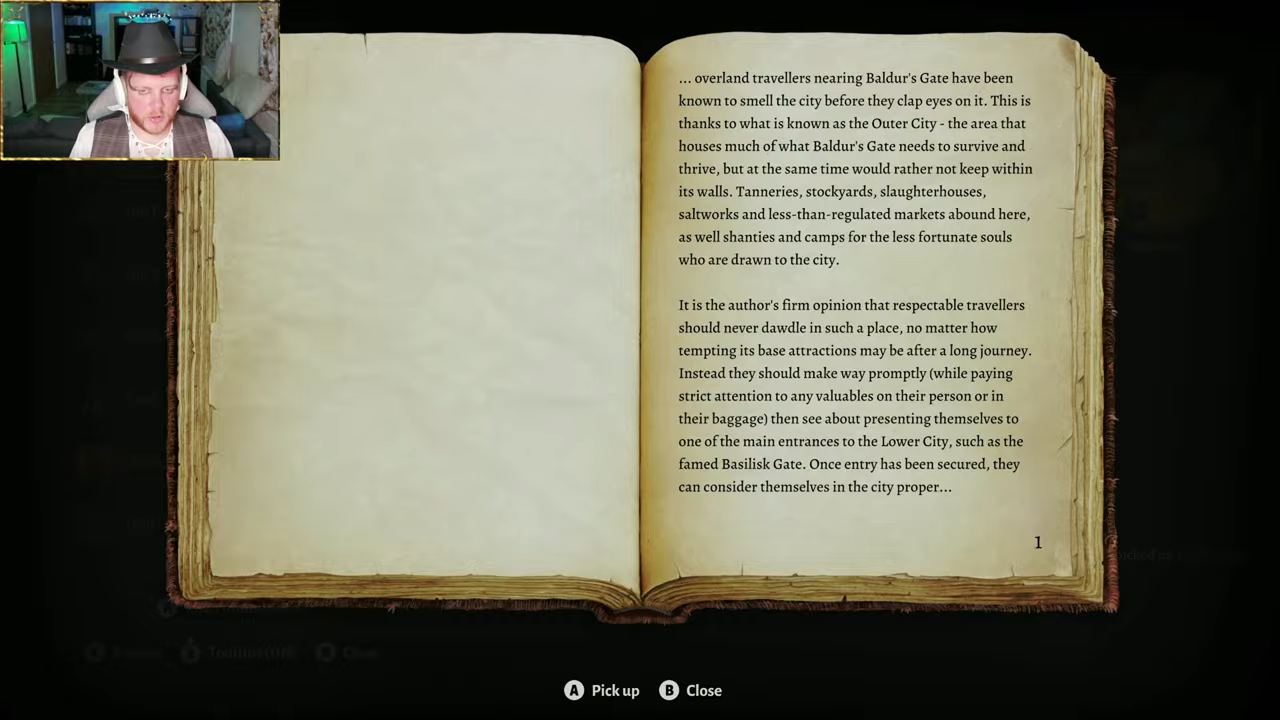 ... overland travellers nearing Baldur's Gate have been
known to smell the city before they clap eyes on it. This is
thanks to what is known as the Outer City - the area that
houses much of what Baldur's Gate needs to survive and
thrive, but at the same time would rather not keep within
its walls. Tanneries, stockyards, slaughterhouses,
saltworks and less-than-regulated markets abound here,
as well shanties and camps for the less fortunate souls
who are drawn to the city.
It is the author's firm opinion that respectable travellers
should never dawdle in such a place, no matter how
tempting its base attractions may be after a long journey.
Instead they should make way promptly (while paying
strict attention to any valuables on their person or in
their baggage) then see about presenting themselves to
one of the main entrances to the Lower City, such as the
famed Basilisk Gate. Once entry has been secured, they
can consider themselves in the city proper...
1
A Pick up B Close